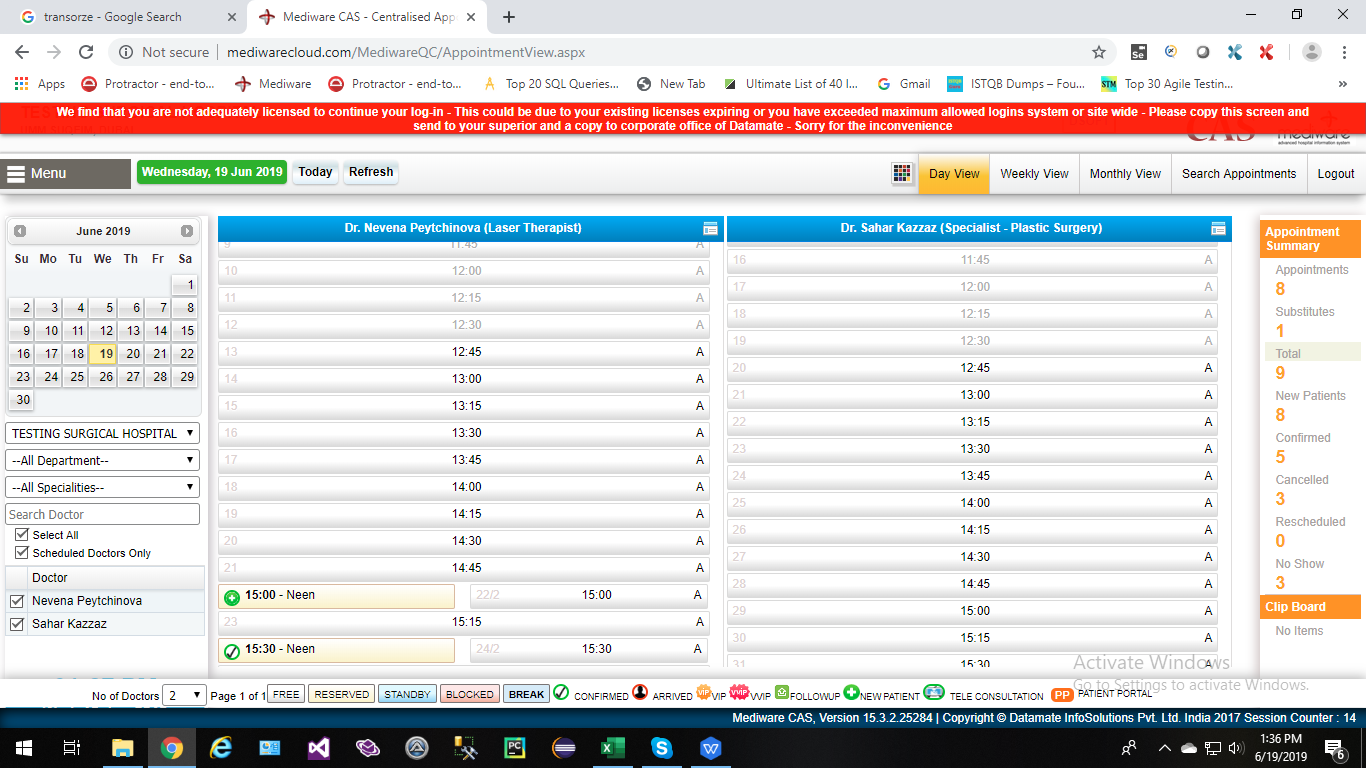 transorze - Google Search
Mediware CAS - Centralised App
Not secure | mediwarecloud.com/MediwareQC/AppointmentView.aspx
Apps
Protractor - end-to...
Mediware
Protractor - end-to...
Top 20 SQL Queries...
New Tab
Ultimate List of 40 I...
Gmail
ISTQB Dumps – Fou...
Top 30 Agile Testin...
We find that you are not adequately licensed to continue your log-in - This could be due to your existing licenses expiring or you have exceeded maximum allowed logins system or site wide - Please copy this screen and
send to your superior and a copy to corporate office of Datamate - Sorry for the inconvenience
CAS mediware
advanced hospital information system
Menu
Wednesday, 19 Jun 2019
Today
Refresh
Day View
Weekly View
Monthly View
Search Appointments
Logout
June 2019
Su Mo Tu We Th Fr Sa
1
2 3 4 5 6 7 8
9 10 11 12 13 14 15
16 17 18 19 20 21 22
23 24 25 26 27 28 29
30
TESTING SURGICAL HOSPITAL
--All Department--
--All Specialities--
Search Doctor
Select All
Scheduled Doctors Only
Doctor
Nevena Peytchinova
Sahar Kazzaz
Dr. Nevena Peytchinova (Laser Therapist)
9 11:45 A
10 12:00 A
11 12:15 A
12 12:30 A
13 12:45 A
14 13:00 A
15 13:15 A
16 13:30 A
17 13:45 A
18 14:00 A
19 14:15 A
20 14:30 A
21 14:45 A
15:00 - Neen 22/2 15:00 A
23 15:15 A
15:30 - Neen 24/2 15:30 A
Dr. Sahar Kazzaz (Specialist - Plastic Surgery)
16 11:45 A
17 12:00 A
18 12:15 A
19 12:30 A
20 12:45 A
21 13:00 A
22 13:15 A
23 13:30 A
24 13:45 A
25 14:00 A
26 14:15 A
27 14:30 A
28 14:45 A
29 15:00 A
30 15:15 A
31 15:30 A
Appointment
Summary
Appointments
8
Substitutes
1
Total
9
New Patients
8
Confirmed
5
Cancelled
3
Rescheduled
0
No Show
3
Clip Board
No Items
Activate Windows
Go to Settings to activate Windows.
No of Doctors 2 Page 1 of 1 FREE RESERVED STANDBY BLOCKED BREAK CONFIRMED ARRIVED VIP VIP VVIP VVIP FOLLOWUP NEW PATIENT TELE CONSULTATION PP PATIENT PORTAL
Mediware CAS, Version 15.3.2.25284 | Copyright © Datamate InfoSolutions Pvt. Ltd. India 2017 Session Counter : 14
1:36 PM
6/19/2019
6